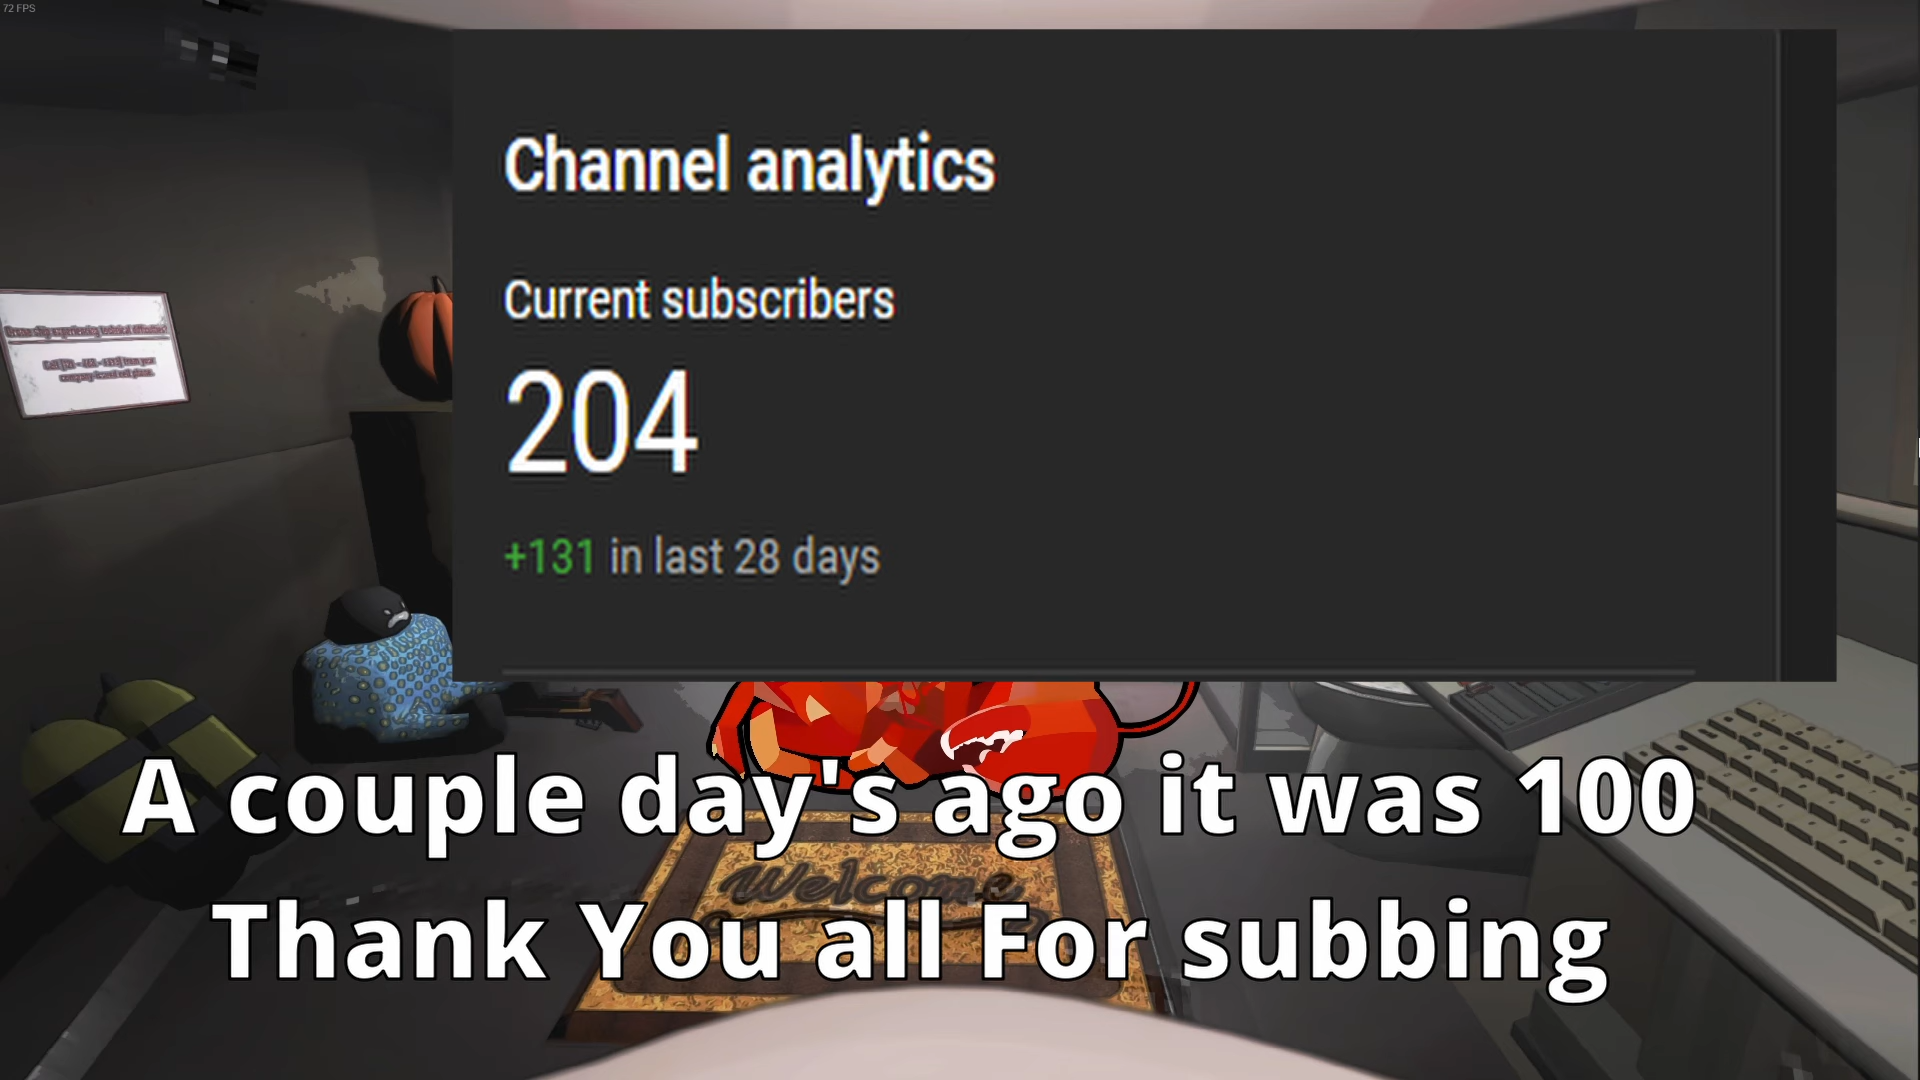 72 FPS
Channel analytics
Current subscribers
204
+131 in last 28 days
A couple day's ago it was 100
Welcome
Thank You all For subbing